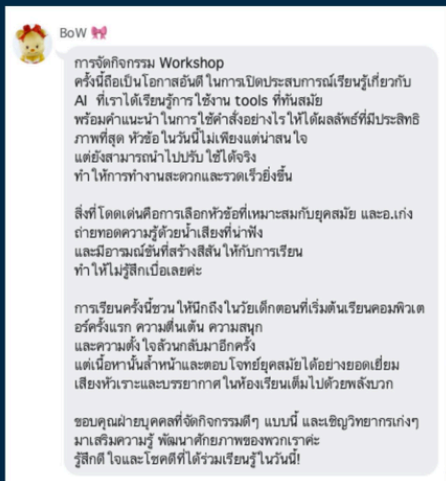 BoW 🎀
การจัดกิจกรรม Workshop
ครั้งนี้ถือเป็นโอกาสอันดี ในการเปิดประสบการณ์เรียนรู้เกี่ยวกับ
AI ที่เราได้เรียนรู้การใช้งาน tools ที่ทันสมัย
พร้อมคำแนะนำในการใช้คำสั่งอย่างไร ให้ได้ผลลัพธ์ที่มีประสิทธิ
ภาพที่สุด หัวข้อในวันนี้ไม่เพียงแต่น่าสนใจ
แต่ยังสามารถนำไปปรับใช้ได้จริง
ทำให้การทำงานสะดวกและรวดเร็วยิ่งขึ้น
สิ่งที่โดดเด่นคือการเลือกหัวข้อที่เหมาะสมกับยุคสมัย และอ.เก่ง
ถ่ายทอดความรู้ด้วยน้ำเสียงที่น่าฟัง
และมีอารมณ์ขันที่สร้างสีสันให้กับการเรียน
ทำให้ไม่รู้สึกเบื่อเลยค่ะ
การเรียนครั้งนี้ชวนให้นึกถึงในวัยเด็กตอนที่เริ่มต้นเรียนคอมพิวเต
อร์ครั้งแรก ความตื่นเต้น ความสนุก
และความตั้งใจล้วนกลับมาอีกครั้ง
แต่เนื้อหานั้นล้ำหน้าและตอบโจทย์ยุคสมัยได้อย่างยอดเยี่ยม
เสียงหัวเราะและบรรยากาศในห้องเรียนเต็มไปด้วยพลังบวก
ขอบคุณฝ่ายบุคคลที่จัดกิจกรรมดีๆ แบบนี้ และเชิญวิทยากรเก่งๆ
มาเสริมความรู้ พัฒนาศักยภาพของพวกเราค่ะ
รู้สึกดีใจและโชคดีที่ได้ร่วมเรียนรู้ในวันนี้!